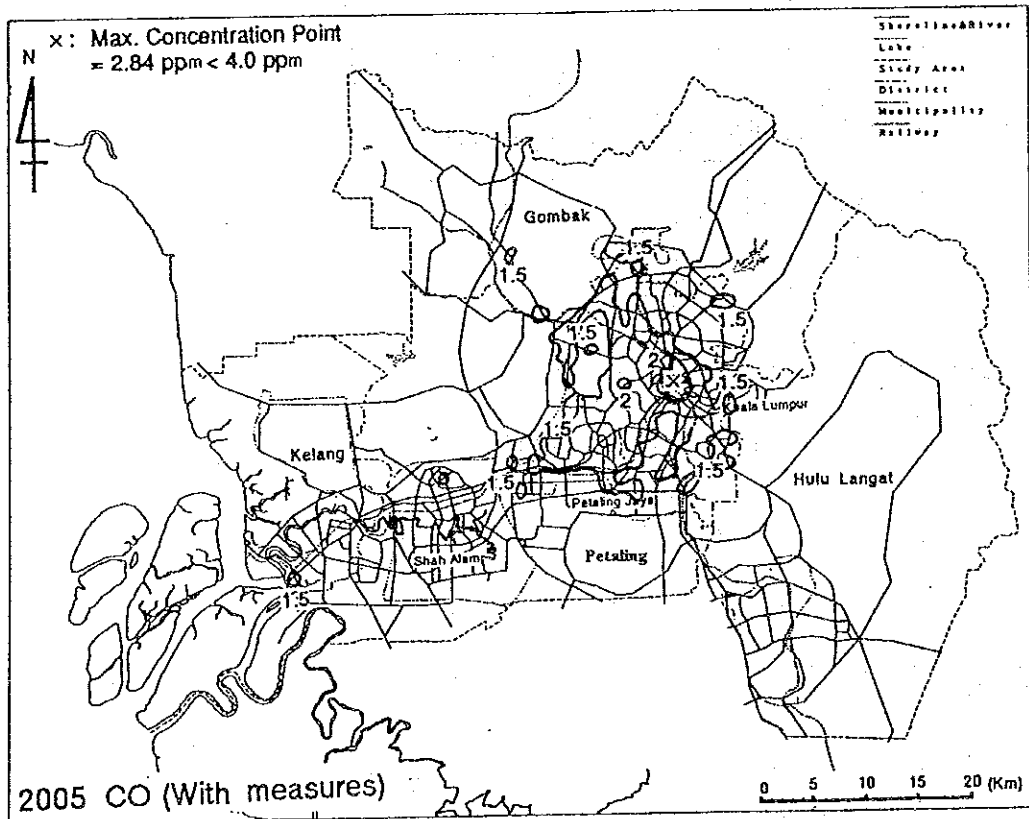 ×: Max. Concentration Point
= 2.84 ppm < 4.0 ppm
N
Shoreline&River
Lake
Study Area
District
Municipality
Railway
Gombak
1.5
1.5
1.5
1.5
2
×
1.5
2
Kuala Lumpur
1.5
Kelang
1.5
1.5
Hulu Langat
Petaling Jaya
Shah Alam
Petaling
1.5
2005 CO (With measures)
0 5 10 15 20 (Km)